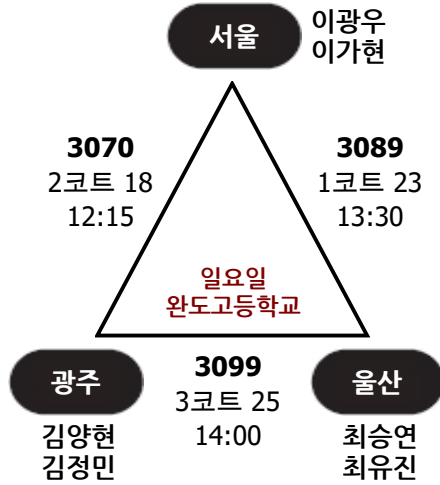 서울
이광우
이가현
3070
2코트 18
12:15
3089
1코트 23
13:30
일요일
완도고등학교
광주
김양현
김정민
3099
3코트 25
14:00
울산
최승연
최유진